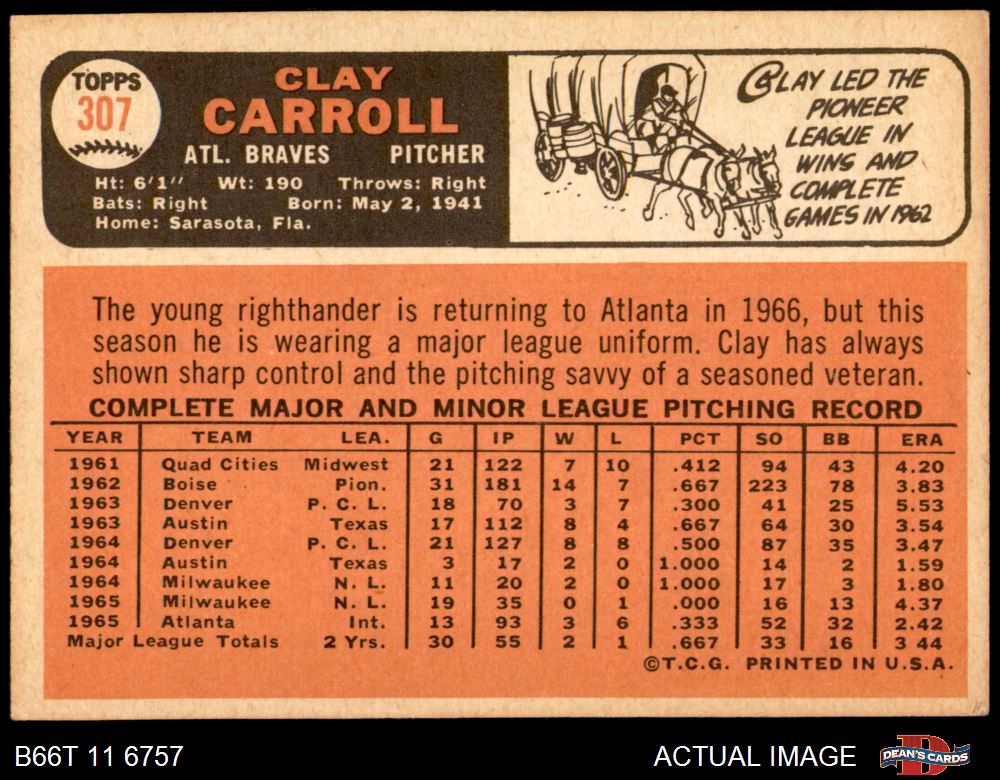 TOPPS
307
CLAY
CARROLL
ATL. BRAVES PITCHER
Ht: 6'1" Wt: 190 Throws: Right
Bats: Right Born: May 2, 1941
Home: Sarasota, Fla.
CLAY LED THE
PIONEER
LEAGUE IN
WINS AND
COMPLETE
GAMES IN 1962
The young righthander is returning to Atlanta in 1966, but this
season he is wearing a major league uniform. Clay has always
shown sharp control and the pitching savvy of a seasoned veteran.
COMPLETE MAJOR AND MINOR LEAGUE PITCHING RECORD
YEAR TEAM LEA. G IP W L PCT SO BB ERA
1961 Quad Cities Midwest 21 122 7 10 .412 94 43 4.20
1962 Boise Pion. 31 181 14 7 .667 223 78 3.83
1963 Denver P. C. L. 18 70 3 7 .300 41 25 5.53
1963 Austin Texas 17 112 8 4 .667 64 30 3.54
1964 Denver P. C. L. 21 127 8 8 .500 87 35 3.47
1964 Austin Texas 3 17 2 0 1.000 14 2 1.59
1964 Milwaukee N. L. 11 20 2 0 1.000 17 3 1.80
1965 Milwaukee N. L. 19 35 0 1 .000 16 13 4.37
1965 Atlanta Int. 13 93 3 6 .333 52 32 2.42
Major League Totals 2 Yrs. 30 55 2 1 .667 33 16 3 44
©T.C.G. PRINTED IN U.S.A.
B66T 11 6757 ACTUAL IMAGE DEAN'S CARDS